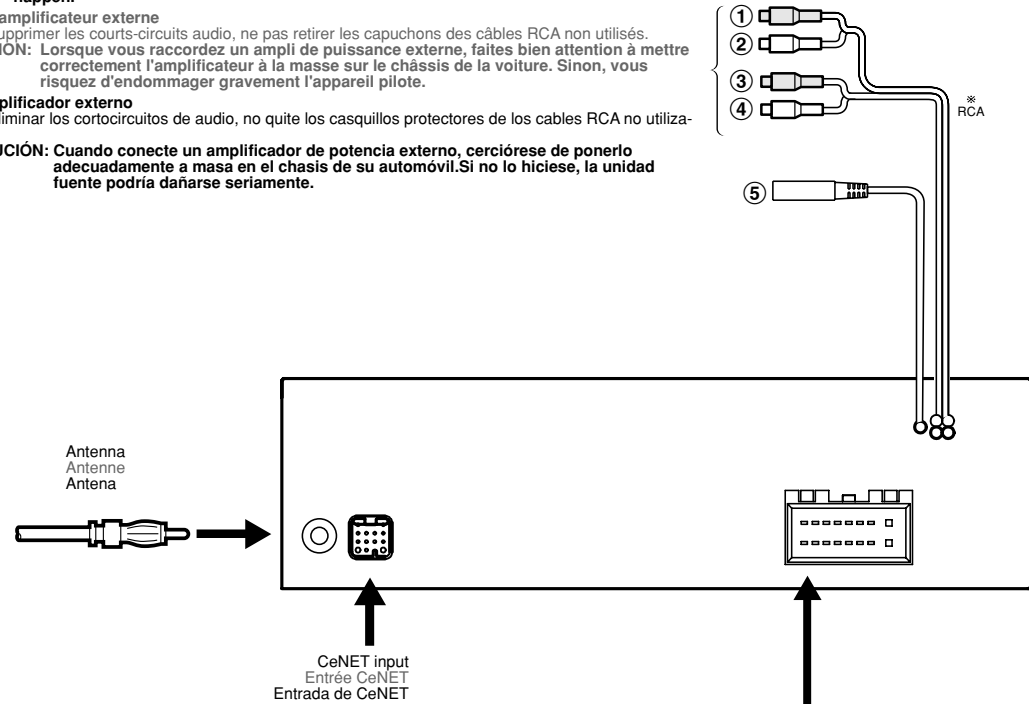 happen.
amplificateur externe
upprimer les courts-circuits audio, ne pas retirer les capuchons des câbles RCA non utilisés.
ION: Lorsque vous raccordez un ampli de puissance externe, faites bien attention à mettre
correctement l'amplificateur à la masse sur le châssis de la voiture. Sinon, vous
risquez d'endommager gravement l'appareil pilote.
plificador externo
liminar los cortocircuitos de audio, no quite los casquillos protectores de los cables RCA no utiliza-
UCIÓN: Cuando conecte un amplificador de potencia externo, cerciórese de ponerlo
adecuadamente a masa en el chasis de su automóvil.Si no lo hiciese, la unidad
fuente podría dañarse seriamente.
①
②
③
④
※
RCA
⑤
Antenna
Antenne
Antena
CeNET input
Entrée CeNET
Entrada de CeNET